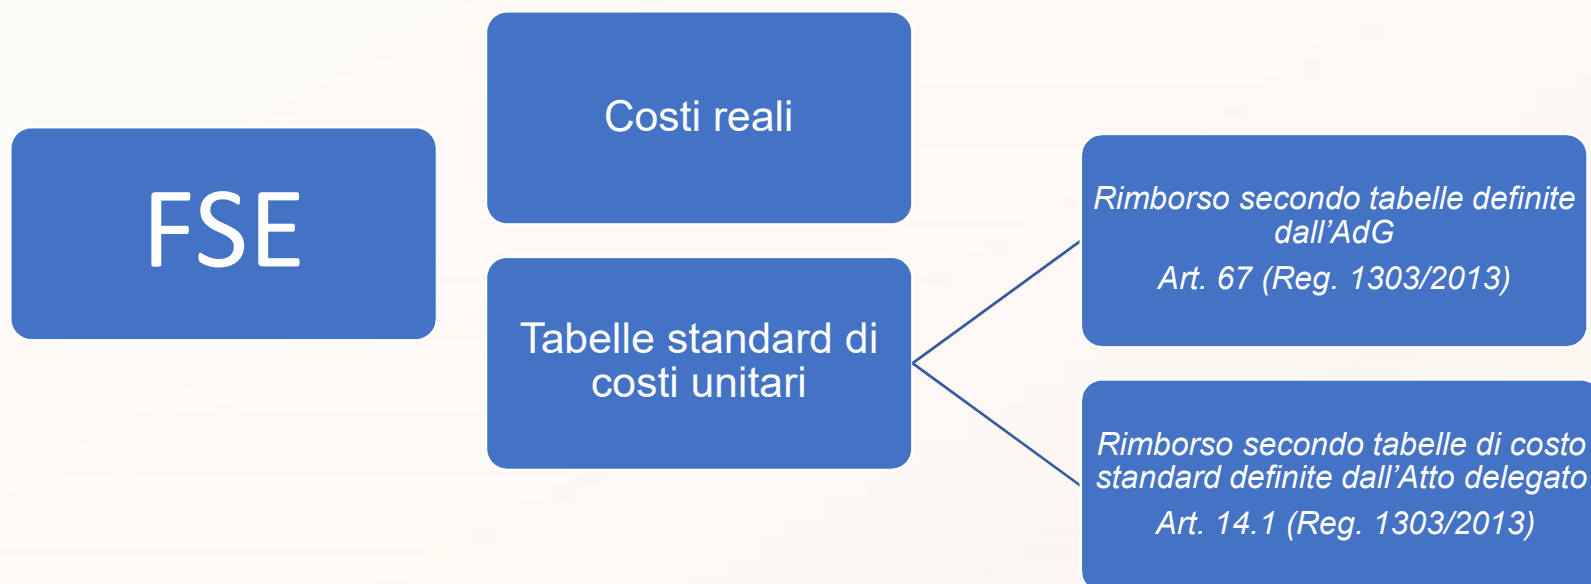 FSE
Costi reali
Tabelle standard di
costi unitari
Rimborso secondo tabelle definite
dall’AdG
Art. 67 (Reg. 1303/2013)
Rimborso secondo tabelle di costo
standard definite dall’Atto delegato
Art. 14.1 (Reg. 1303/2013)